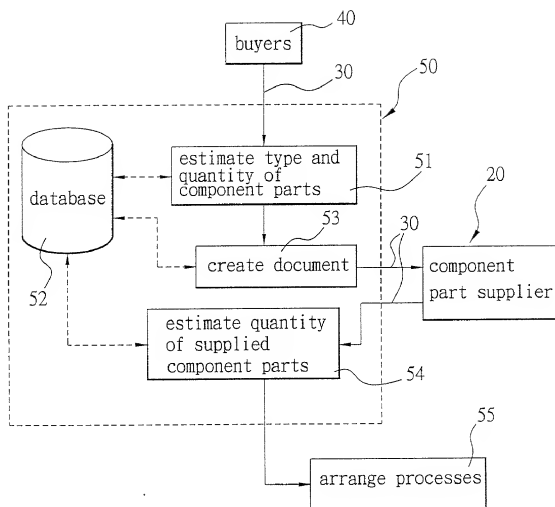 40
buyers
30
50
estimate type and
quantity of
component parts
51
database
52
53
create document
30
20
component
part supplier
estimate quantity
of supplied
component parts
54
55
arrange processes